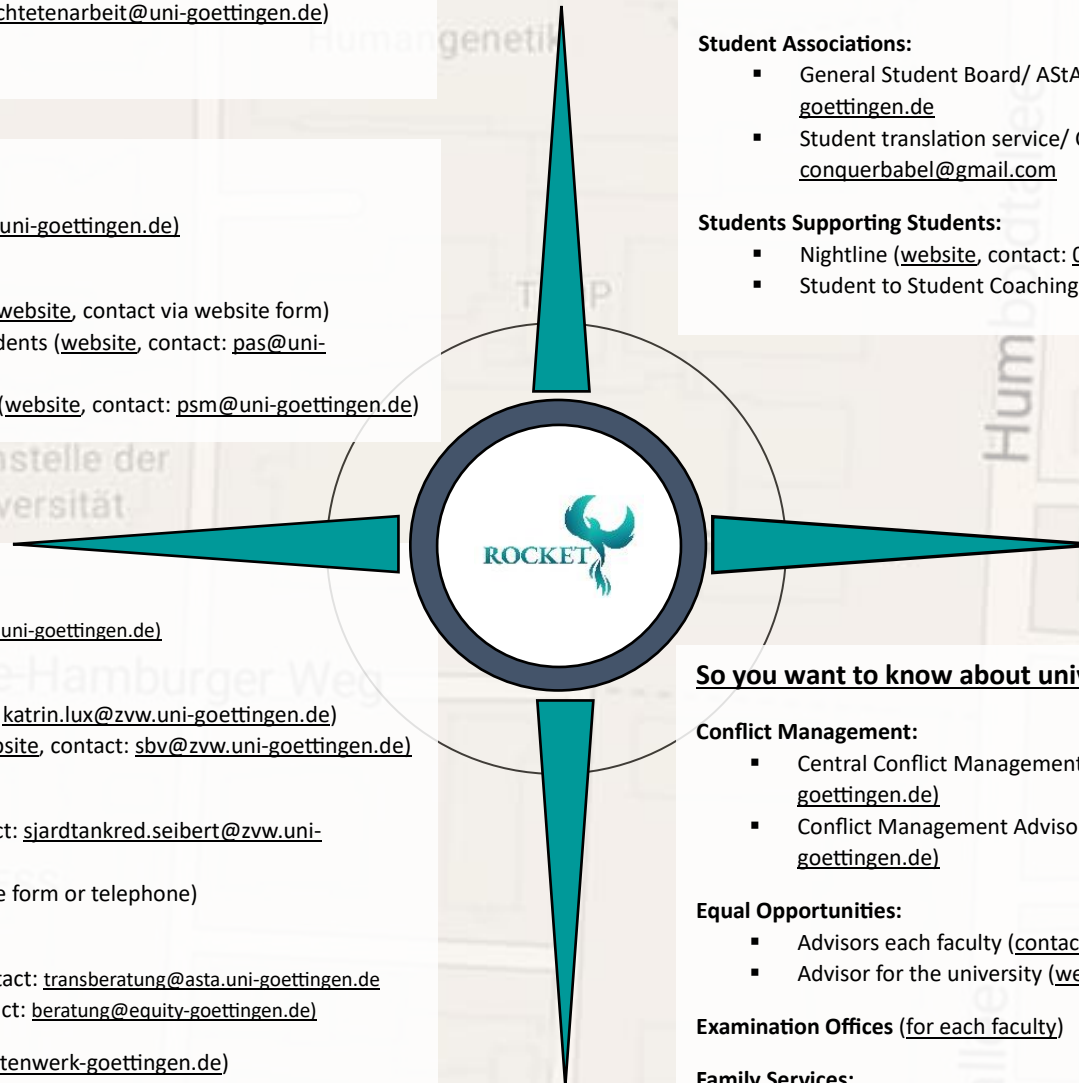 chtetenarbeit@uni-goettingen.de)
uni-goettingen.de)
website, contact via website form)
dents (website, contact: pas@uni-
(website, contact: psm@uni-goettingen.de)
Student Associations:
▪ General Student Board/ AStA
goettingen.de
▪ Student translation service/ C
conquerbabel@gmail.com
Students Supporting Students:
▪ Nightline (website, contact: 0
▪ Student to Student Coaching
Humangenetik
Humboldtallee
nstelle der
versität
ROCKET
uni-goettingen.de)
e-Hamburger Weg
katrin.lux@zvw.uni-goettingen.de)
bsite, contact: sbv@zvw.uni-goettingen.de)
ct: sjardtankred.seibert@zvw.uni-
e form or telephone)
tact: transberatung@asta.uni-goettingen.de
ct: beratung@equity-goettingen.de)
tenwerk-goettingen.de)
So you want to know about univ
Conflict Management:
▪ Central Conflict Management
goettingen.de)
▪ Conflict Management Adviso
goettingen.de)
Equal Opportunities:
▪ Advisors each faculty (contac
▪ Advisor for the university (we
Examination Offices (for each faculty)
Family Services: